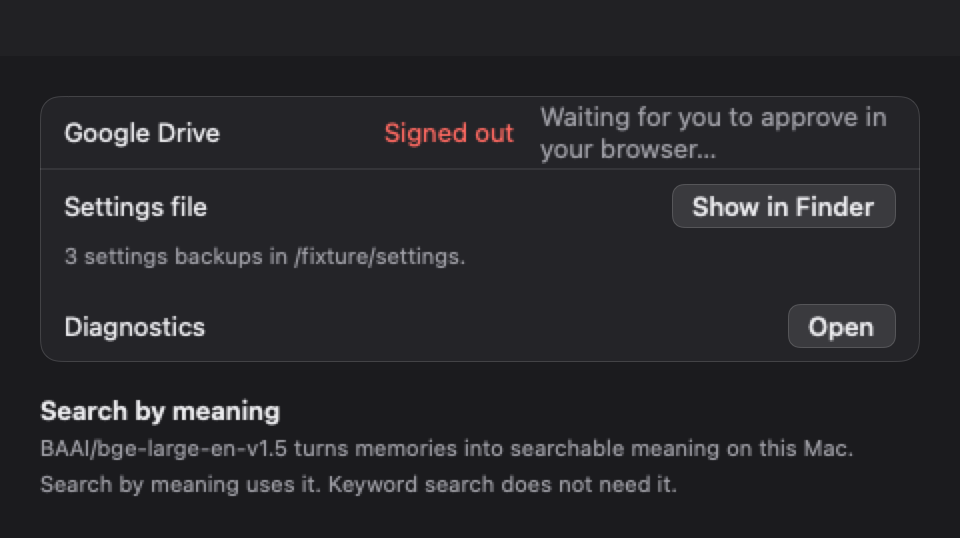 Google Drive
Signed out
Waiting for you to approve in
your browser...
Settings file
Show in Finder
3 settings backups in /fixture/settings.
Diagnostics
Open
Search by meaning
BAAI/bge-large-en-v1.5 turns memories into searchable meaning on this Mac.
Search by meaning uses it. Keyword search does not need it.